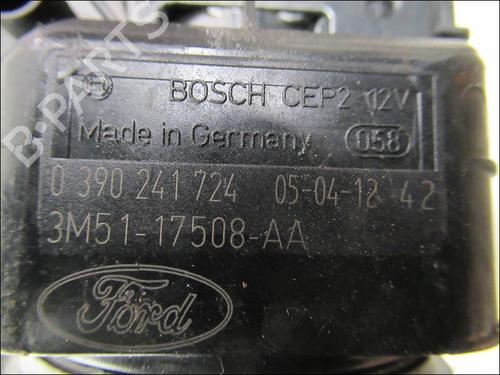 B-PARTS
BOSCH CEP2 12V
Made in Germany 058
0 390 241 724 05-04-12 42
3M51-17508-AA
Ford